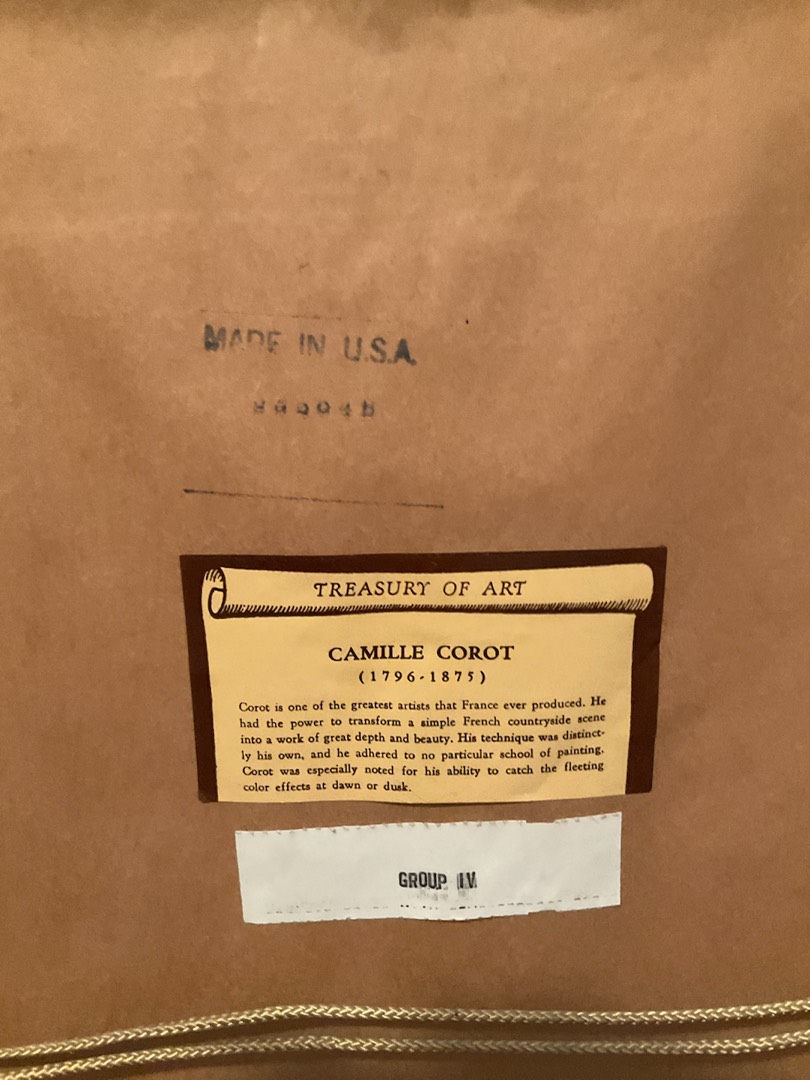 MADE IN U.S.A.
TREASURY OF ART
CAMILLE COROT
(1796-1875)
Corot is one of the greatest artists that France ever produced. He
had the power to transform a simple French countryside scene
into a work of great depth and beauty. His technique was distinct-
ly his own, and he adhered to no particular school of painting.
Corot was especially noted for his ability to catch the fleeting
color effects at dawn or dusk.
GROUP IV